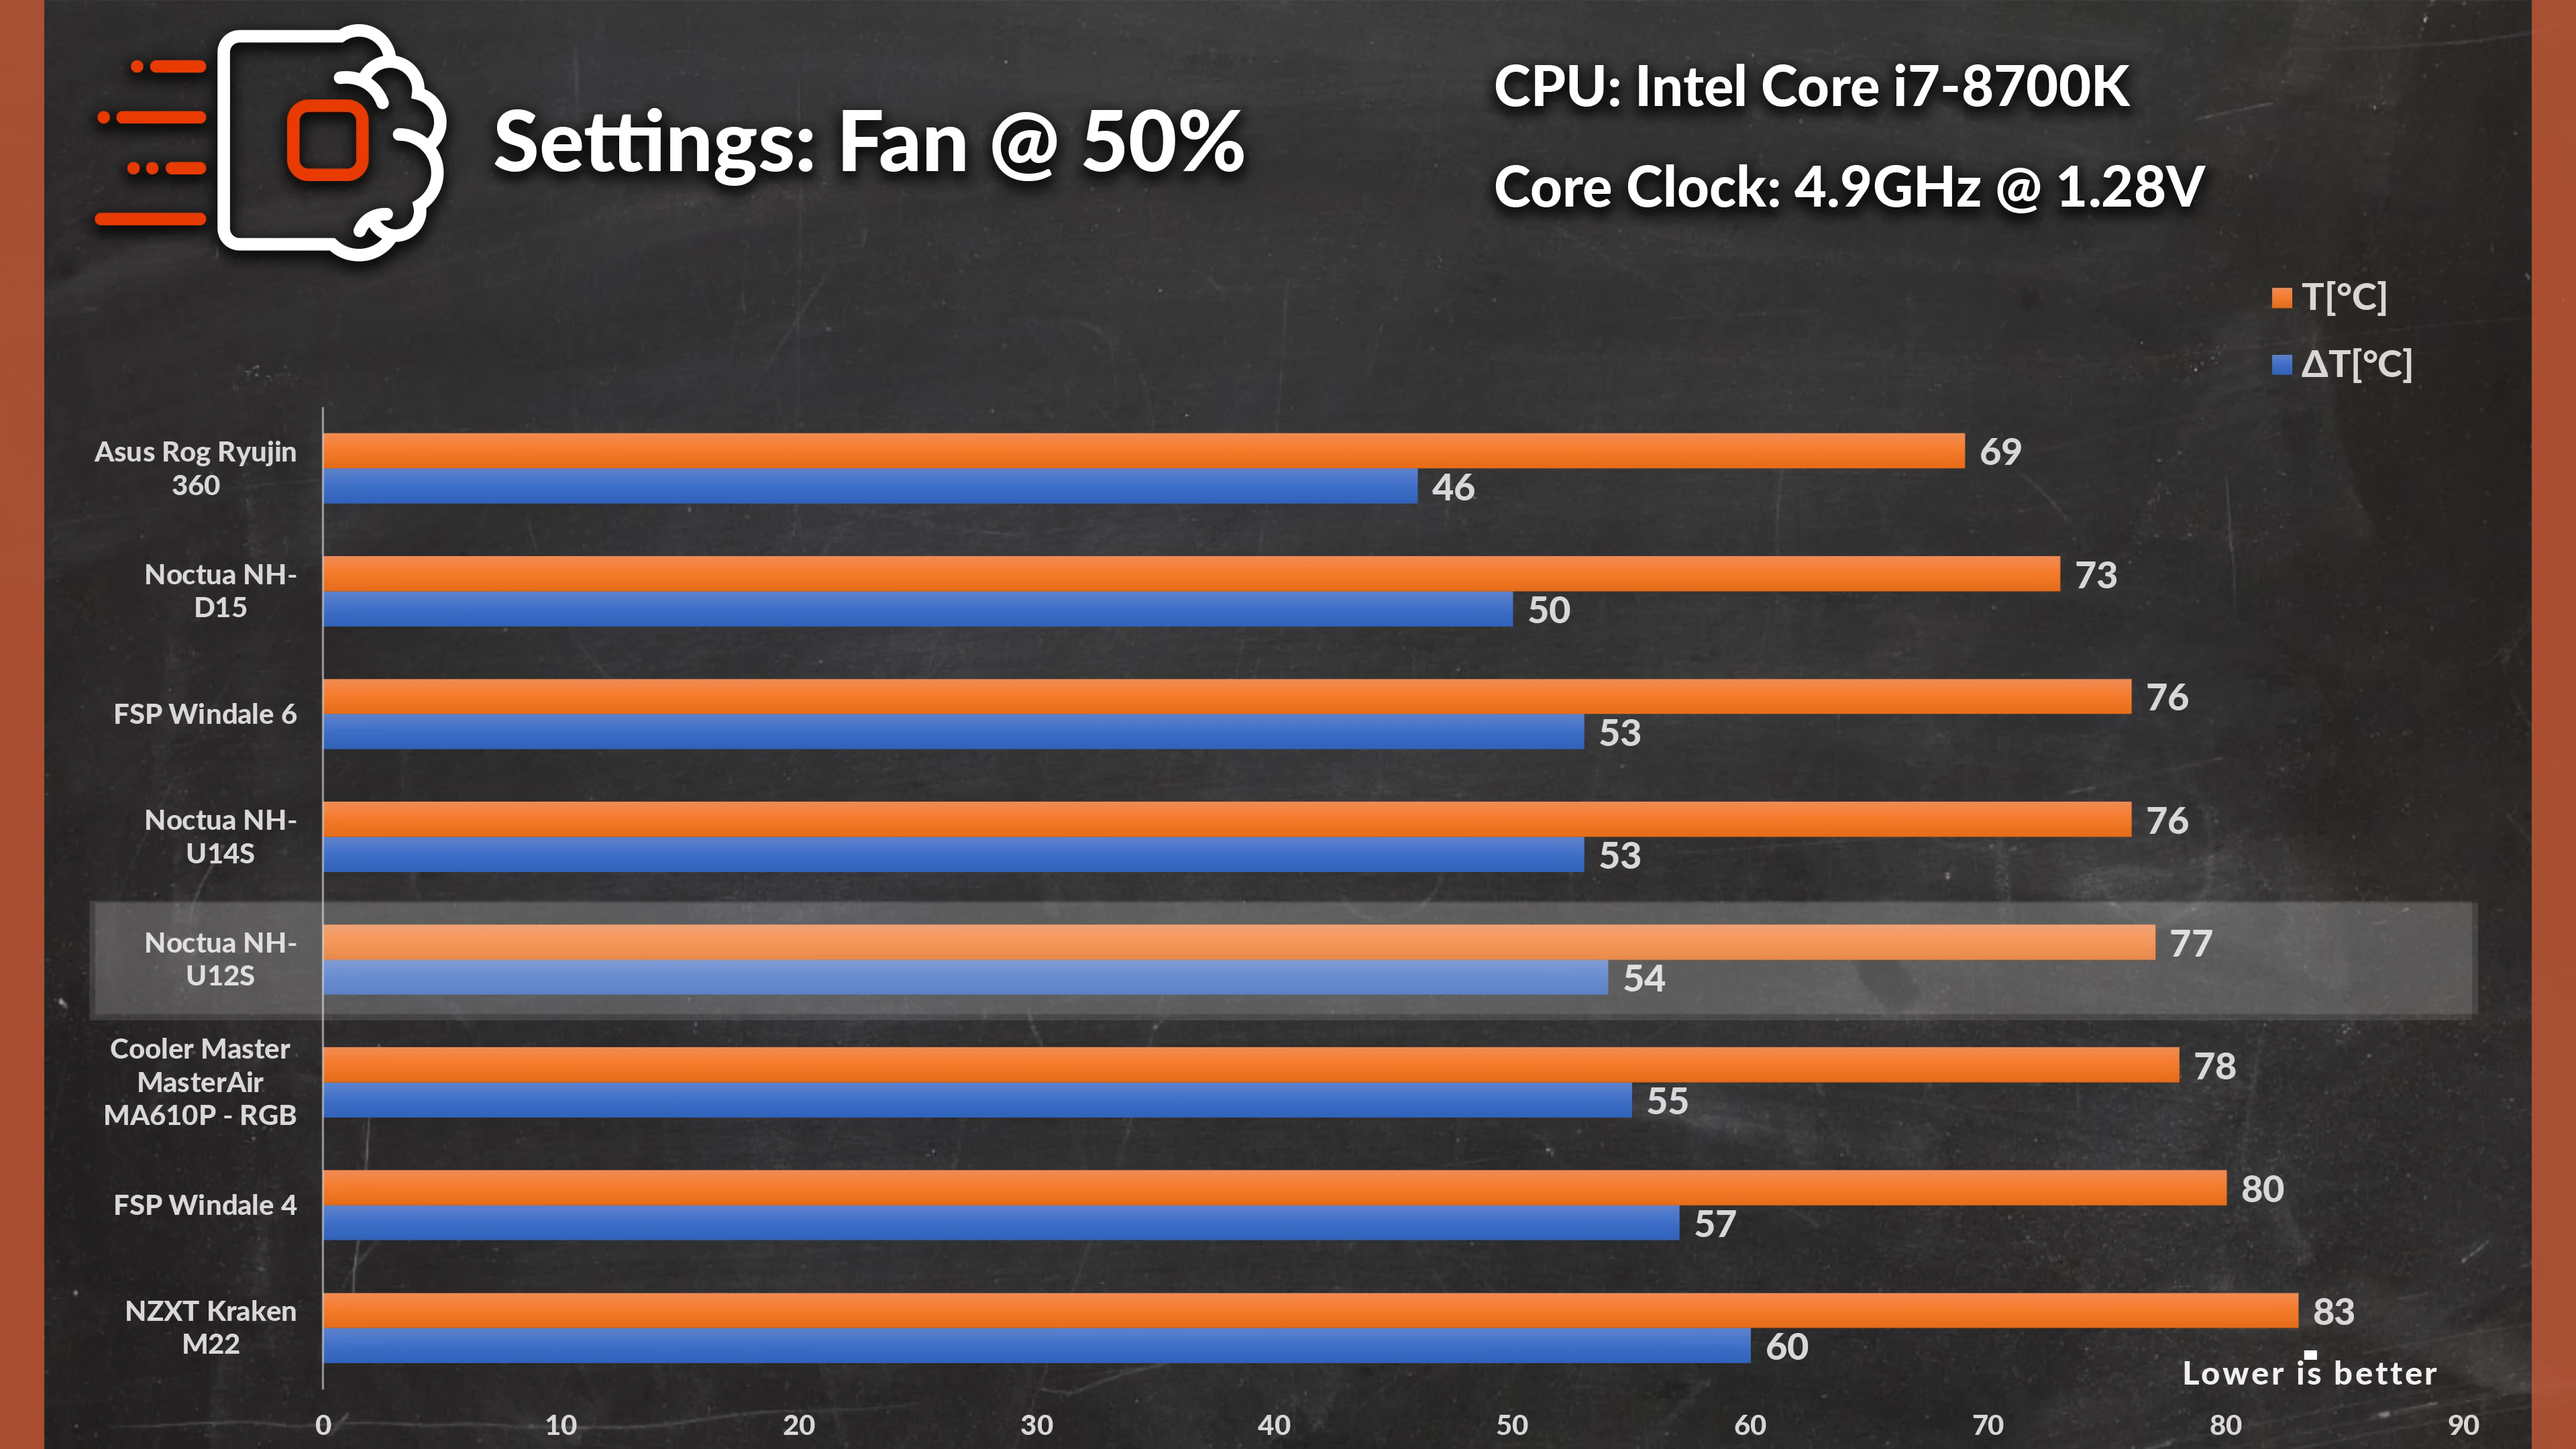 Settings: Fan @ 50%
CPU: Intel Core i7-8700K
Core Clock: 4.9GHz @ 1.28V
T[°C]
ΔT[°C]
Asus Rog Ryujin
360
69
46
Noctua NH-
D15
73
50
FSP Windale 6
76
53
Noctua NH-
U14S
76
53
Noctua NH-
U12S
77
54
Cooler Master
MasterAir
MA610P - RGB
78
55
FSP Windale 4
80
57
NZXT Kraken
M22
83
60
Lower is better
0 10 20 30 40 50 60 70 80 90